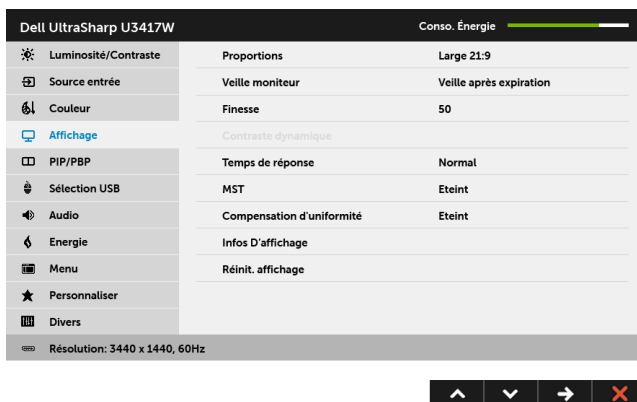 Dell UltraSharp U3417W Conso. Énergie
Luminosité/Contraste Proportions Large 21:9
Source entrée Veille moniteur Veille après expiration
Couleur Finesse 50
Affichage Contraste dynamique
PIP/PBP Temps de réponse Normal
Sélection USB MST Eteint
Audio Compensation d'uniformité Eteint
Energie Infos D'affichage
Menu Réinit. affichage
Personnaliser
Divers
Résolution: 3440 x 1440, 60Hz